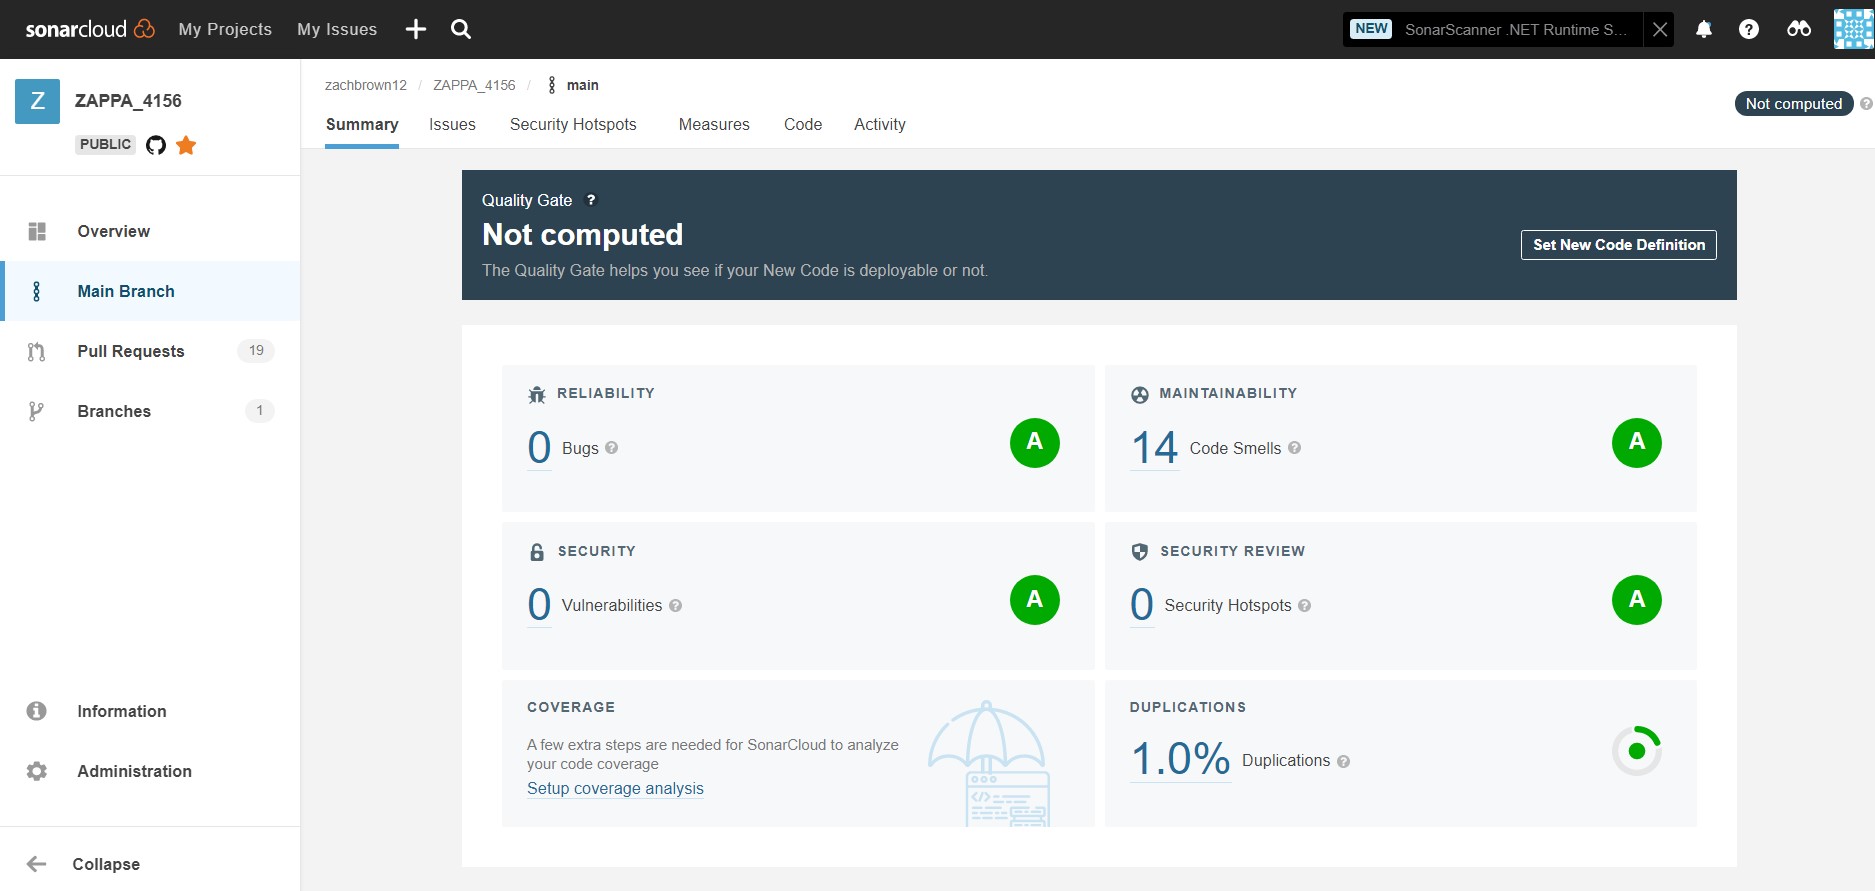 sonarcloud My Projects My Issues NEW SonarScanner .NET Runtime S...
Z ZAPPA_4156
PUBLIC
zachbrown12 / ZAPPA_4156 / main
Not computed
Summary Issues Security Hotspots Measures Code Activity
Overview
Main Branch
Pull Requests 19
Branches 1
Information
Administration
Collapse
Quality Gate ?
Not computed
The Quality Gate helps you see if your New Code is deployable or not.
Set New Code Definition
RELIABILITY
0 Bugs ?
A
MAINTAINABILITY
14 Code Smells ?
A
SECURITY
0 Vulnerabilities ?
A
SECURITY REVIEW
0 Security Hotspots ?
A
COVERAGE
A few extra steps are needed for SonarCloud to analyze
your code coverage
Setup coverage analysis
DUPLICATIONS
1.0% Duplications ?